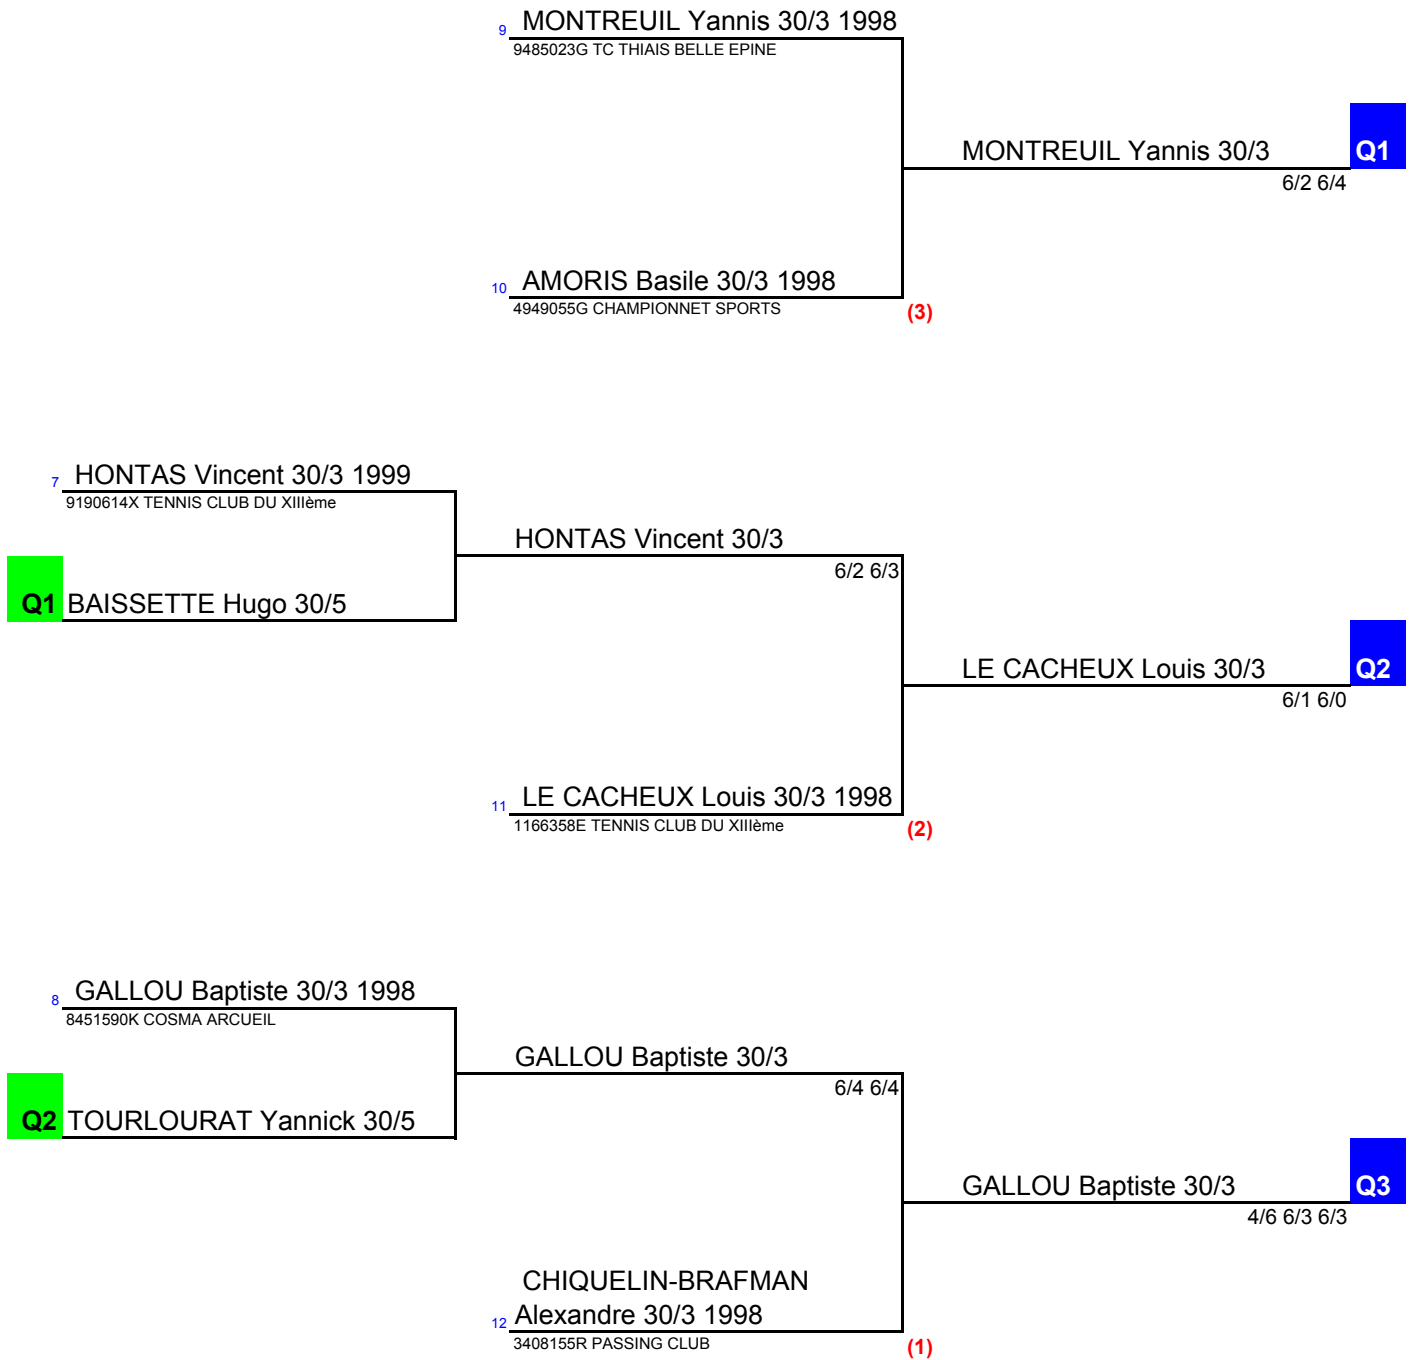 9 MONTREUIL Yannis 30/3 1998
9485023G TC THIAIS BELLE EPINE
MONTREUIL Yannis 30/3 Q1
6/2 6/4
10 AMORIS Basile 30/3 1998
4949055G CHAMPIONNET SPORTS (3)
7 HONTAS Vincent 30/3 1999
9190614X TENNIS CLUB DU XIIIème
HONTAS Vincent 30/3
6/2 6/3
Q1 BAISSETTE Hugo 30/5
LE CACHEUX Louis 30/3 Q2
6/1 6/0
11 LE CACHEUX Louis 30/3 1998
1166358E TENNIS CLUB DU XIIIème (2)
8 GALLOU Baptiste 30/3 1998
8451590K COSMA ARCUEIL
GALLOU Baptiste 30/3
6/4 6/4
Q2 TOURLOURAT Yannick 30/5
GALLOU Baptiste 30/3 Q3
4/6 6/3 6/3
CHIQUELIN-BRAFMAN
12 Alexandre 30/3 1998
3408155R PASSING CLUB (1)